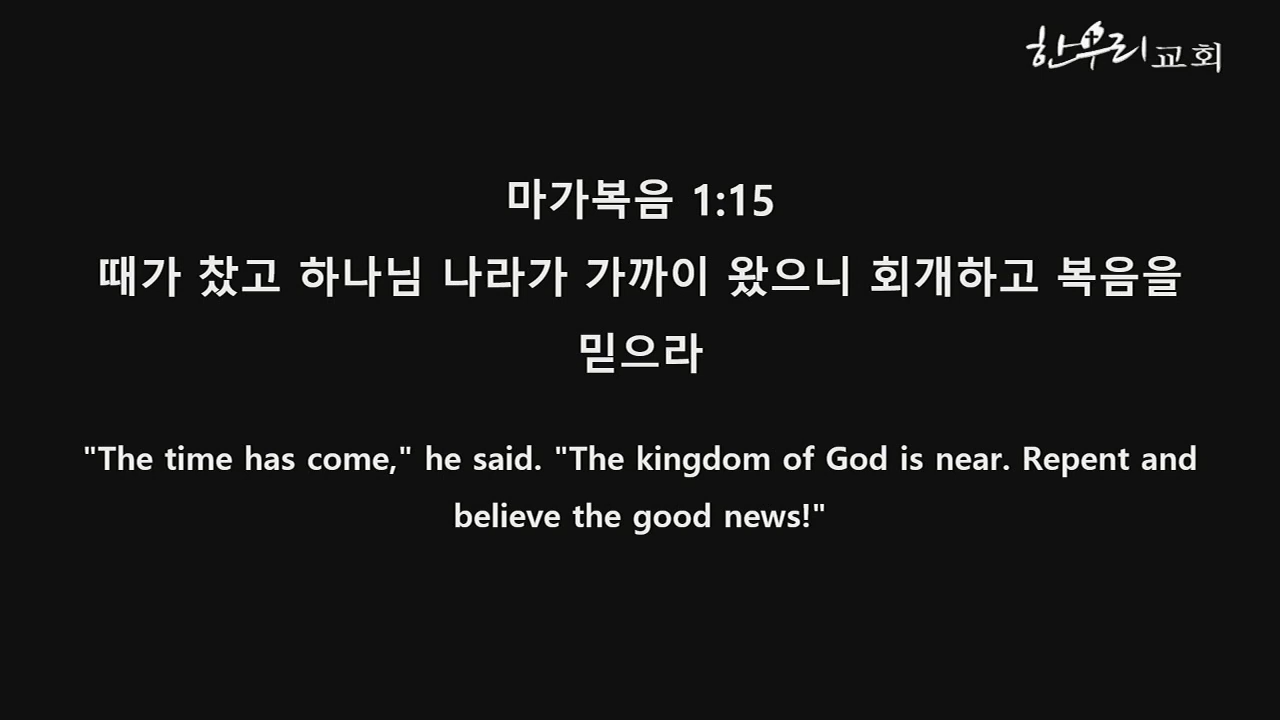 한우리교회
마가복음 1:15
때가 찼고 하나님 나라가 가까이 왔으니 회개하고 복음을
믿으라
"The time has come," he said. "The kingdom of God is near. Repent and
believe the good news!"